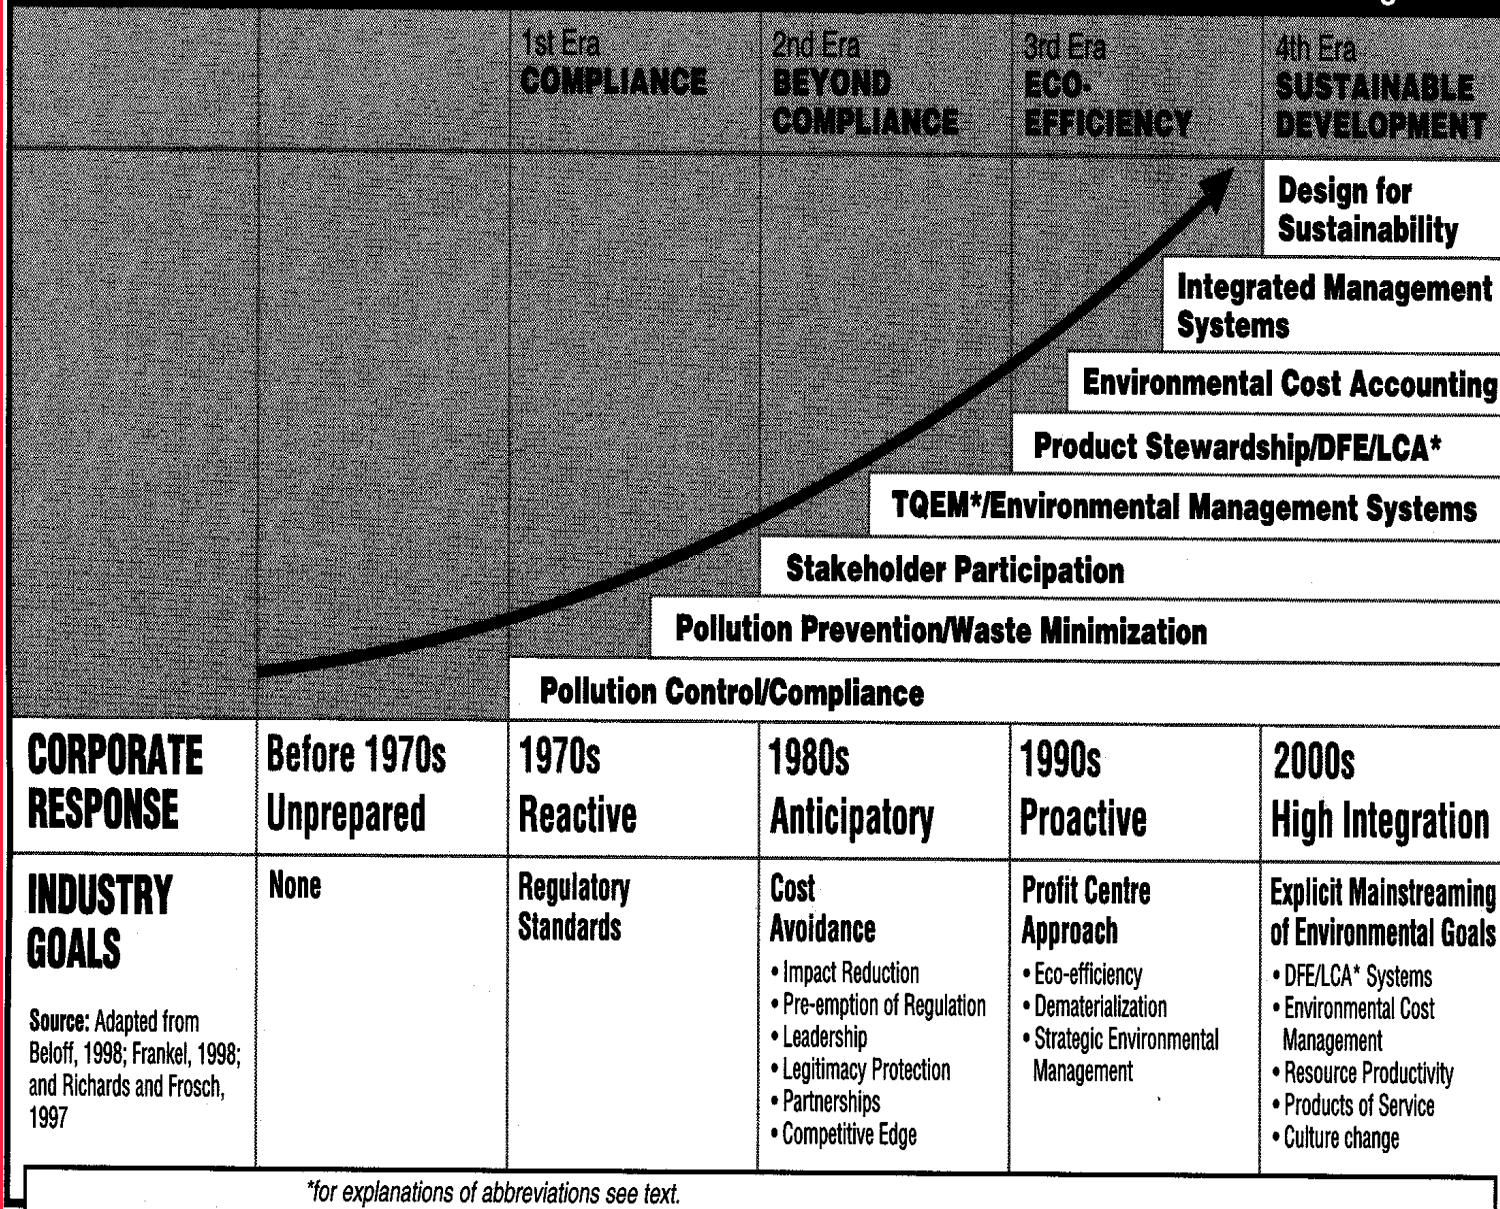 1st Era
COMPLIANCE
2nd Era
BEYOND
COMPLIANCE
3rd Era
ECO-
EFFICIENCY
4th Era
SUSTAINABLE
DEVELOPMENT
Design for
Sustainability
Integrated Management
Systems
Environmental Cost Accounting
Product Stewardship/DFE/LCA*
TQEM*/Environmental Management Systems
Stakeholder Participation
Pollution Prevention/Waste Minimization
Pollution Control/Compliance
CORPORATE
RESPONSE
Before 1970s
Unprepared
1970s
Reactive
1980s
Anticipatory
1990s
Proactive
2000s
High Integration
INDUSTRY
GOALS
None
Regulatory
Standards
Cost
Avoidance
• Impact Reduction
• Pre-emption of Regulation
• Leadership
• Legitimacy Protection
• Partnerships
• Competitive Edge
Profit Centre
Approach
• Eco-efficiency
• Dematerialization
• Strategic Environmental
Management
Explicit Mainstreaming
of Environmental Goals
• DFE/LCA* Systems
• Environmental Cost
Management
• Resource Productivity
• Products of Service
• Culture change
Source: Adapted from
Beloff, 1998; Frankel, 1998;
and Richards and Frosch,
1997
*for explanations of abbreviations see text.